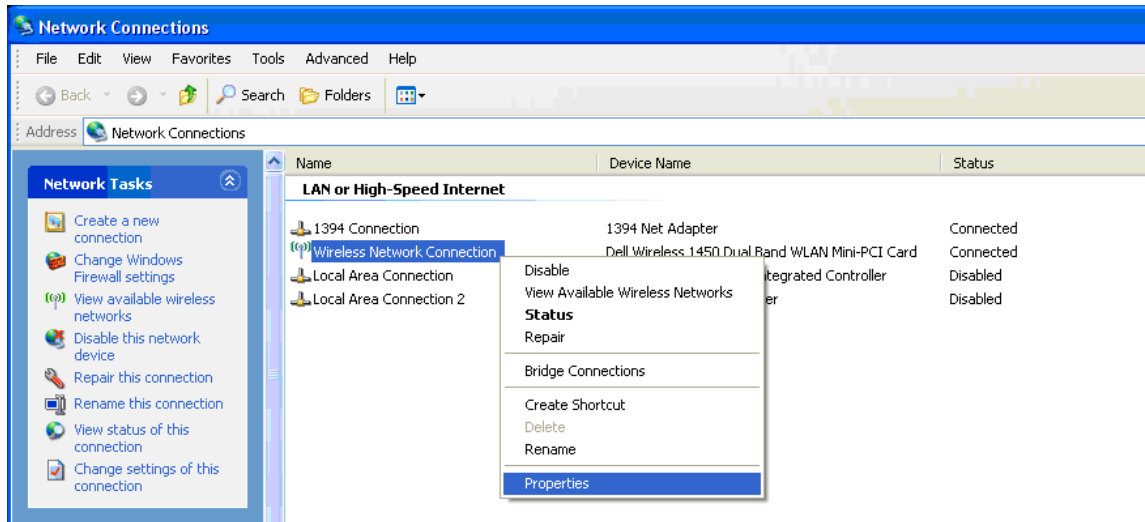 Network Connections
File Edit View Favorites Tools Advanced Help
Back Search Folders
Address Network Connections
Name Device Name Status
Network Tasks
Create a new
connection
Change Windows
Firewall settings
View available wireless
networks
Disable this network
device
Repair this connection
Rename this connection
View status of this
connection
Change settings of this
connection
LAN or High-Speed Internet
1394 Connection 1394 Net Adapter Connected
Wireless Network Connection Dell Wireless 1450 Dual Band WLAN Mini-PCI Card Connected
Local Area Connection Controller Disabled
Local Area Connection 2 Disabled
Disable
View Available Wireless Networks
Status
Repair
Bridge Connections
Create Shortcut
Delete
Rename
Properties